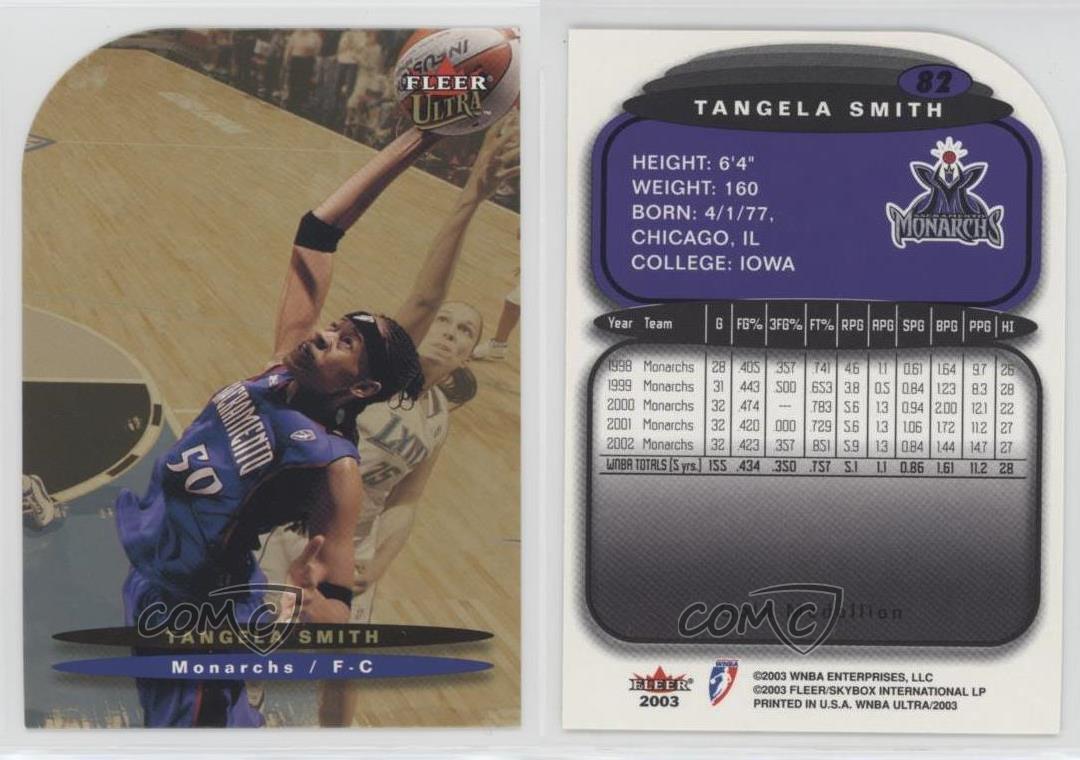 FLEER
ULTRA™
SACRAMENTO
50
LYNX
TANGELA SMITH
Monarchs / F-C
COMC
82
TANGELA SMITH
HEIGHT: 6'4"
WEIGHT: 160
BORN: 4/1/77,
CHICAGO, IL
COLLEGE: IOWA
SACRAMENTO
MONARCHS
Year Team G FG% 3FG% FT% RPG APG SPG BPG PPG HI
1998 Monarchs 28 .405 .357 .741 4.6 1.1 0.61 1.64 9.7 26
1999 Monarchs 31 .443 .500 .653 3.8 0.5 0.84 1.23 8.3 28
2000 Monarchs 32 .474 --- .783 5.6 1.3 0.94 2.00 12.1 22
2001 Monarchs 32 .420 .000 .729 5.6 1.3 1.06 1.72 11.2 27
2002 Monarchs 32 .423 .357 .851 5.9 1.3 0.84 1.44 14.7 27
WNBA TOTALS (5 yrs.) 155 .434 .350 .757 5.1 1.1 0.86 1.61 11.2 28
COMC
FLEER
2003
WNBA
©2003 WNBA ENTERPRISES, LLC
©2003 FLEER/SKYBOX INTERNATIONAL LP
PRINTED IN U.S.A. WNBA ULTRA/2003